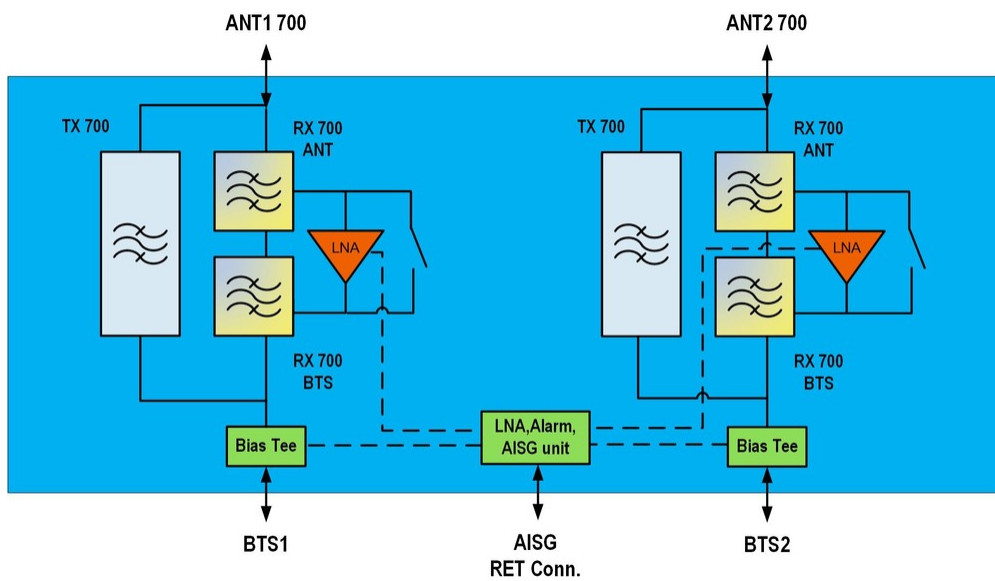 ANT1 700
ANT2 700
TX 700
RX 700
ANT
TX 700
RX 700
ANT
LNA
LNA
RX 700
BTS
RX 700
BTS
Bias Tee
LNA,Alarm,
AISG unit
Bias Tee
BTS1
AISG
RET Conn.
BTS2